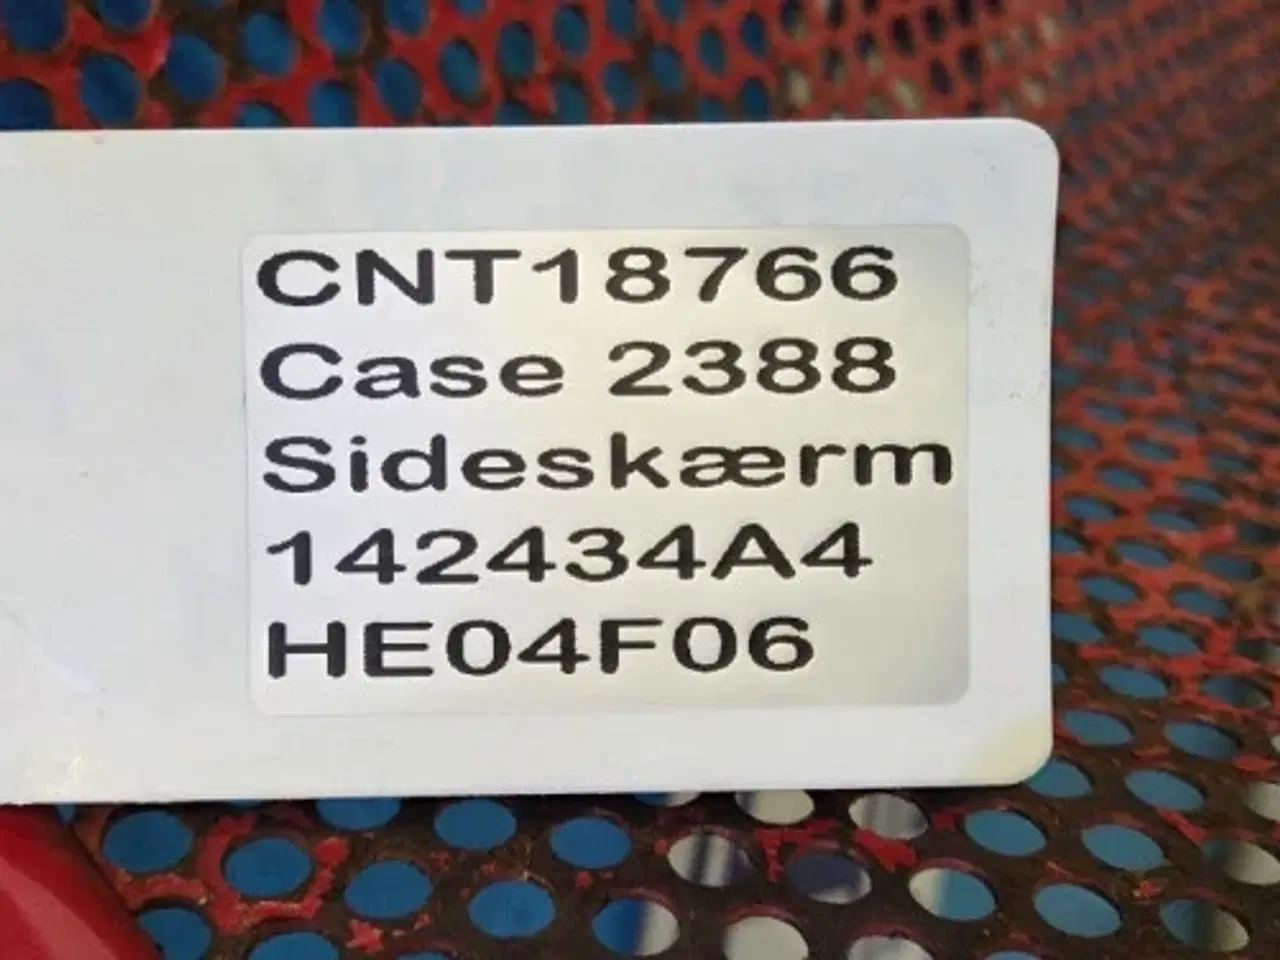 CNT18766
Case 2388
Sideskærm
142434A4
HE04F06